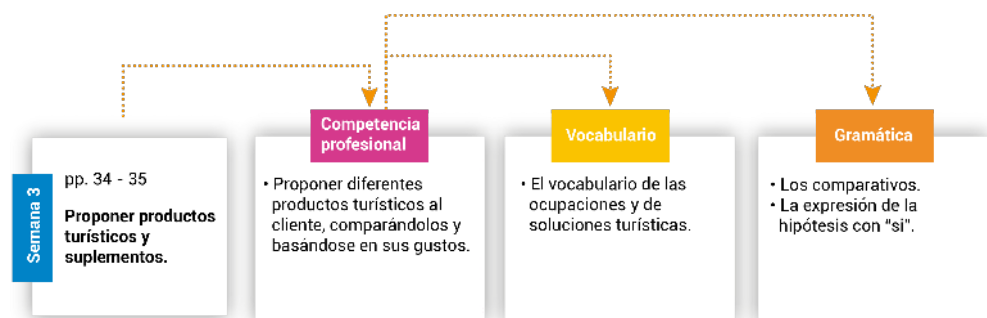 Semana 3
pp. 34 - 35
Proponer productos
turísticos y
suplementos.
Competencia
profesional
• Proponer diferentes
productos turísticos al
cliente, comparándolos y
basándose en sus gustos.
Vocabulario
• El vocabulario de las
ocupaciones y de
soluciones turísticas.
Gramática
• Los comparativos.
• La expresión de la
hipótesis con "si".